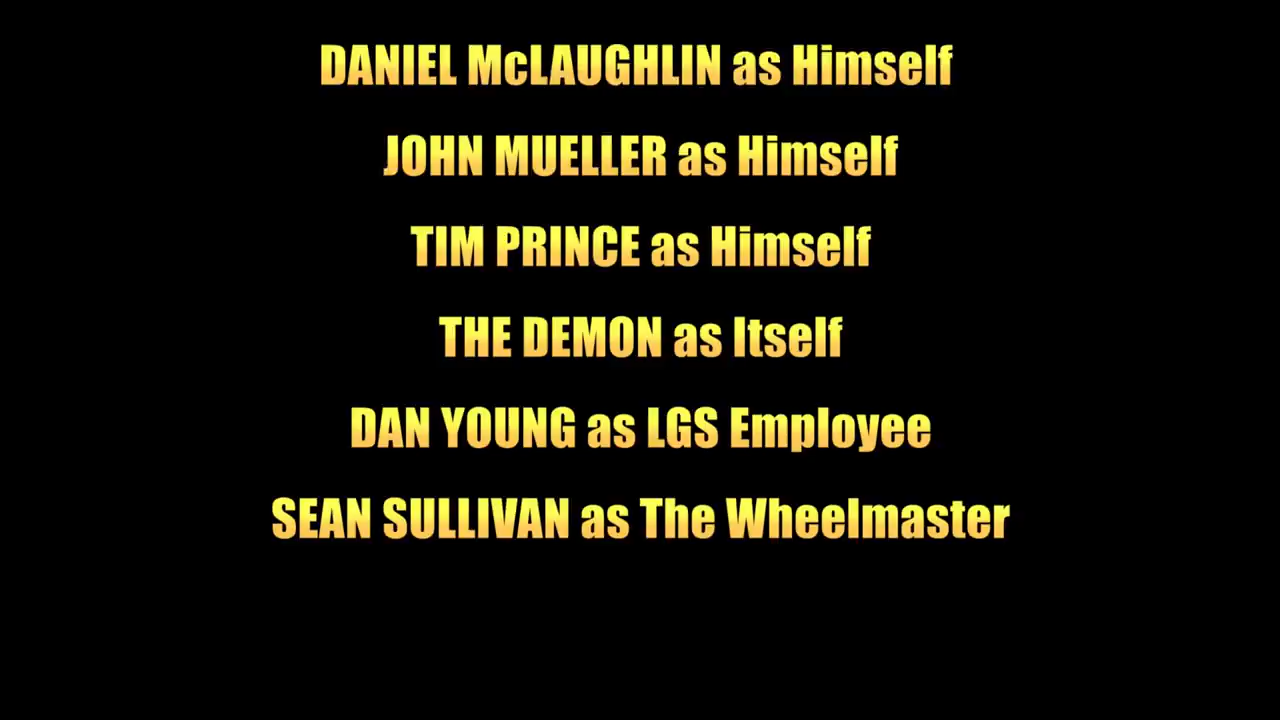 DANIEL McLAUGHLIN as Himself
JOHN MUELLER as Himself
TIM PRINCE as Himself
THE DEMON as Itself
DAN YOUNG as LGS Employee
SEAN SULLIVAN as The Wheelmaster